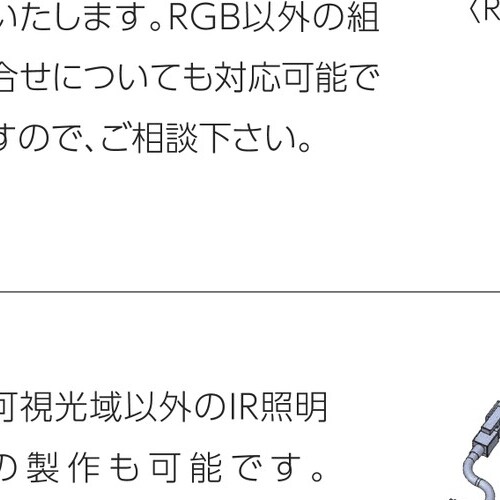 いたします。RGB以外の組
合せについても対応可能で
すので、ご相談下さい。
〈R
可視光域以外のIR照明
の製作も可能です。